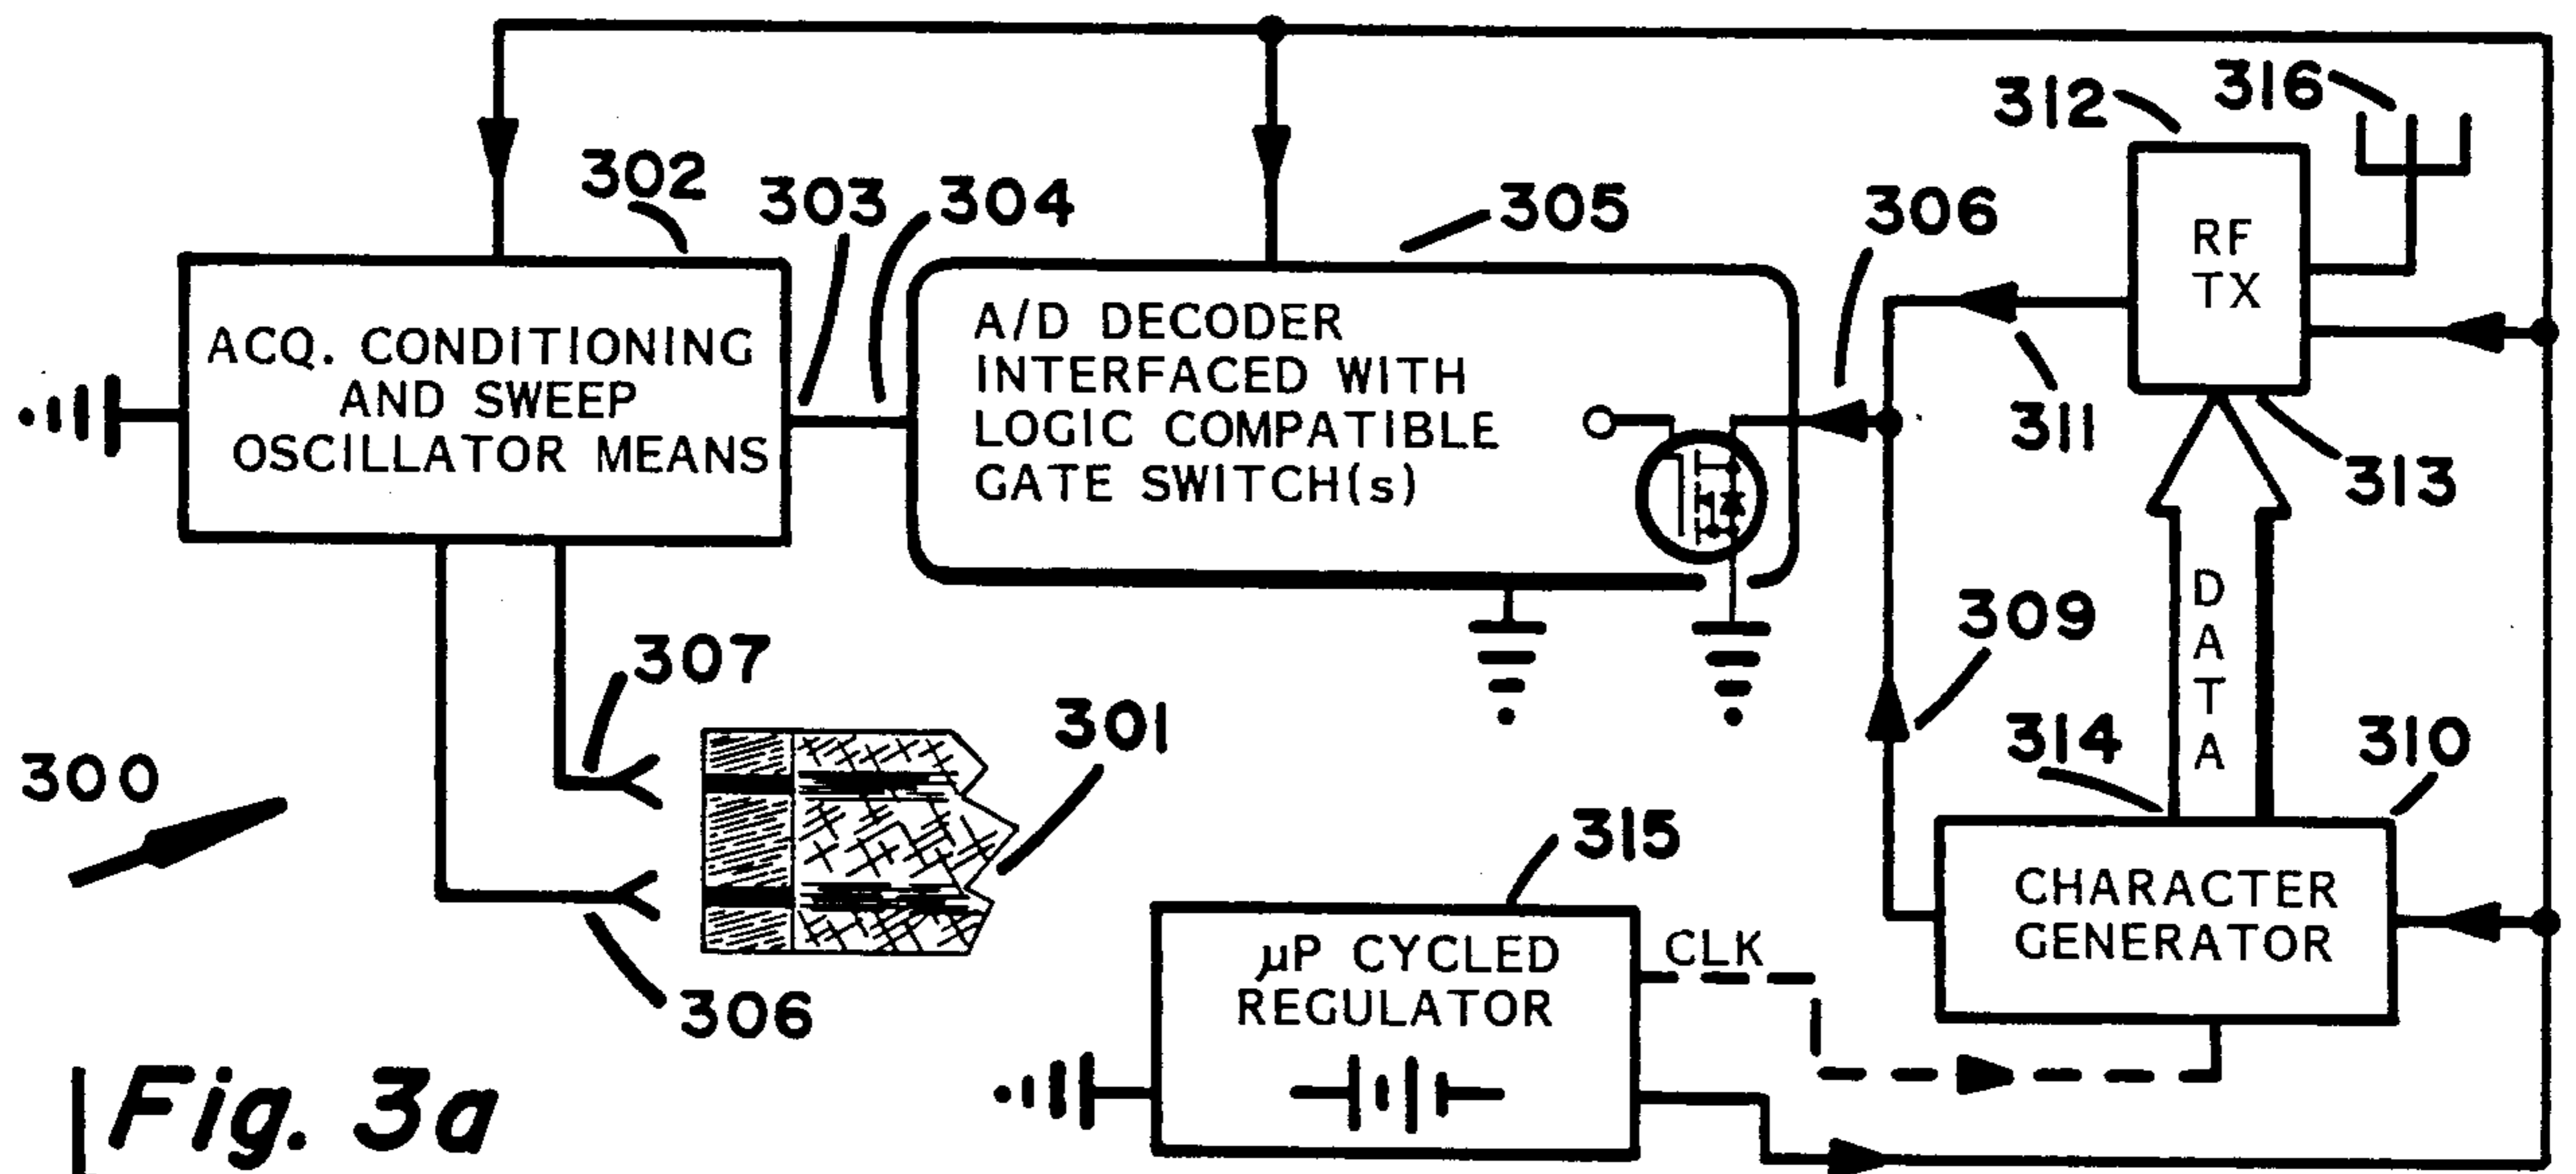 312
316
302
303
304
305
306
RF
TX
ACQ. CONDITIONING
AND SWEEP
OSCILLATOR MEANS
A/D DECODER
INTERFACED WITH
LOGIC COMPATIBLE
GATE SWITCH(s)
311
313
DATA
307
309
301
300
314
310
315
CHARACTER
GENERATOR
µP CYCLED
REGULATOR
CLK
306
Fig. 3a